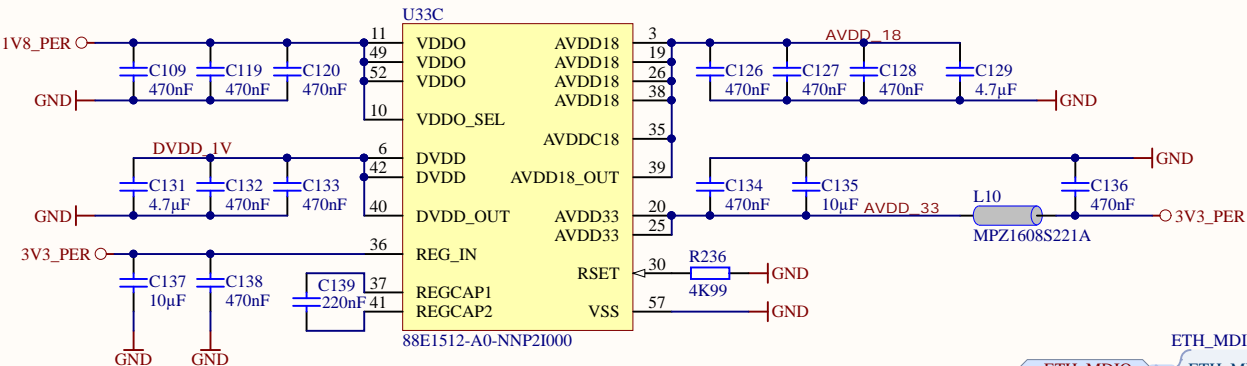 U33C
1V8_PER
11 VDDO AVDD18 3 AVDD_18
49 VDDO AVDD18 19
52 VDDO AVDD18 26
AVDD18 38
C109 470nF C119 470nF C120 470nF
C126 470nF C127 470nF C128 470nF C129 4.7µF
GND GND
10 VDDO_SEL
AVDDC18 35
DVDD_1V 6 DVDD
42 DVDD AVDD18_OUT 39
GND
C131 4.7µF C132 470nF C133 470nF
C134 470nF C135 10µF C136 470nF
GND 40 DVDD_OUT AVDD33 20 AVDD_33 L10 3V3_PER
AVDD33 25 MPZ1608S221A
3V3_PER 36 REG_IN
RSET 30 R236 4K99 GND
C137 10µF C138 470nF C139 220nF
37 REGCAP1
41 REGCAP2 VSS 57 GND
88E1512-A0-NNP2I000
GND GND